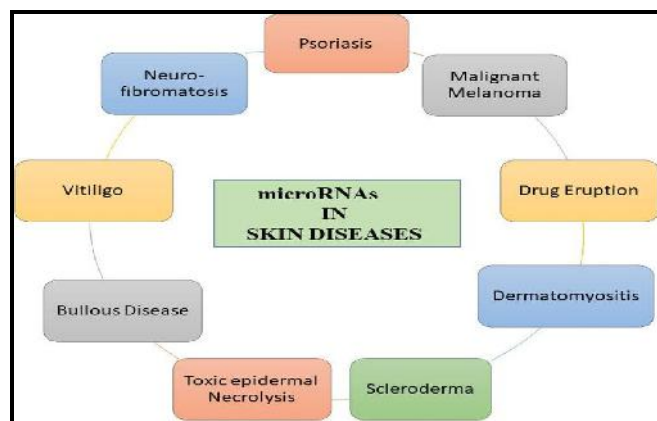 Psoriasis
Malignant
Melanoma
Drug Eruption
Dermatomyositis
Scleroderma
Toxic epidermal
Necrolysis
Bullous Disease
Vitiligo
Neuro-
fibromatosis
microRNAs
IN
SKIN DISEASES